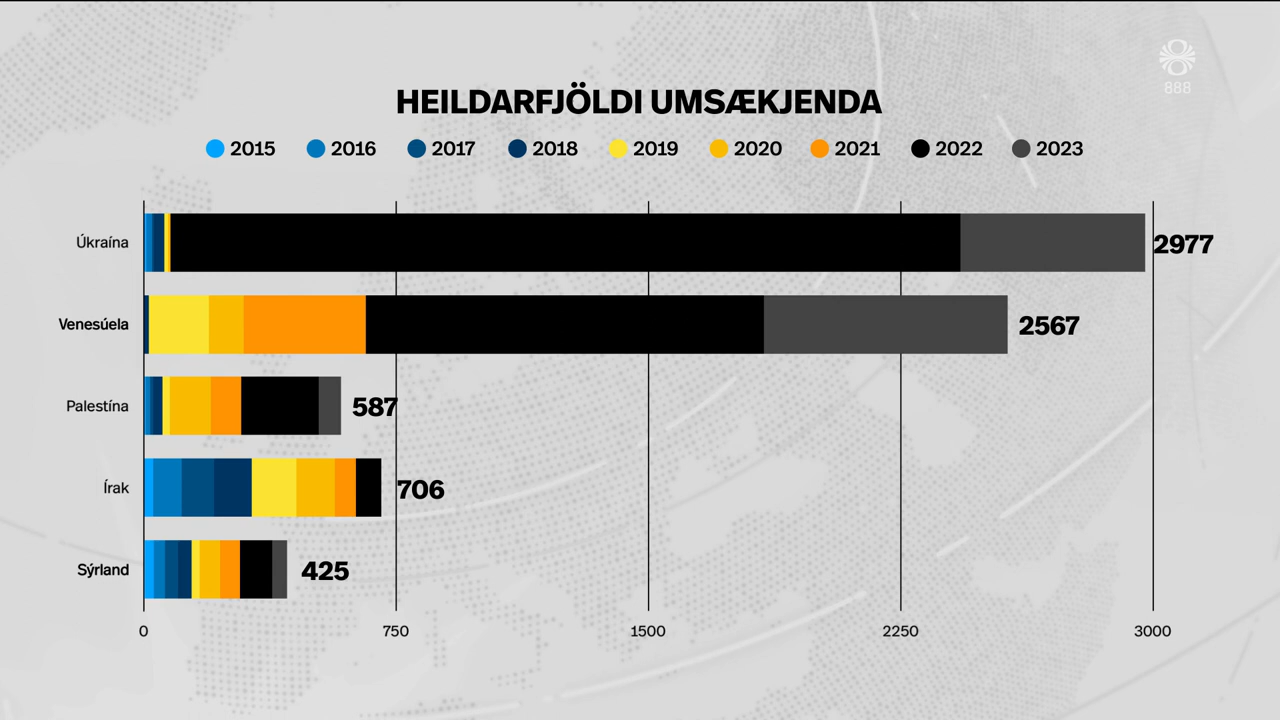 888
HEILDARFJÖLDI UMSÆKJENDA
2015 2016 2017 2018 2019 2020 2021 2022 2023
Úkraína 2977
Venesúela 2567
Palestína 587
Írak 706
Sýrland 425
0 750 1500 2250 3000